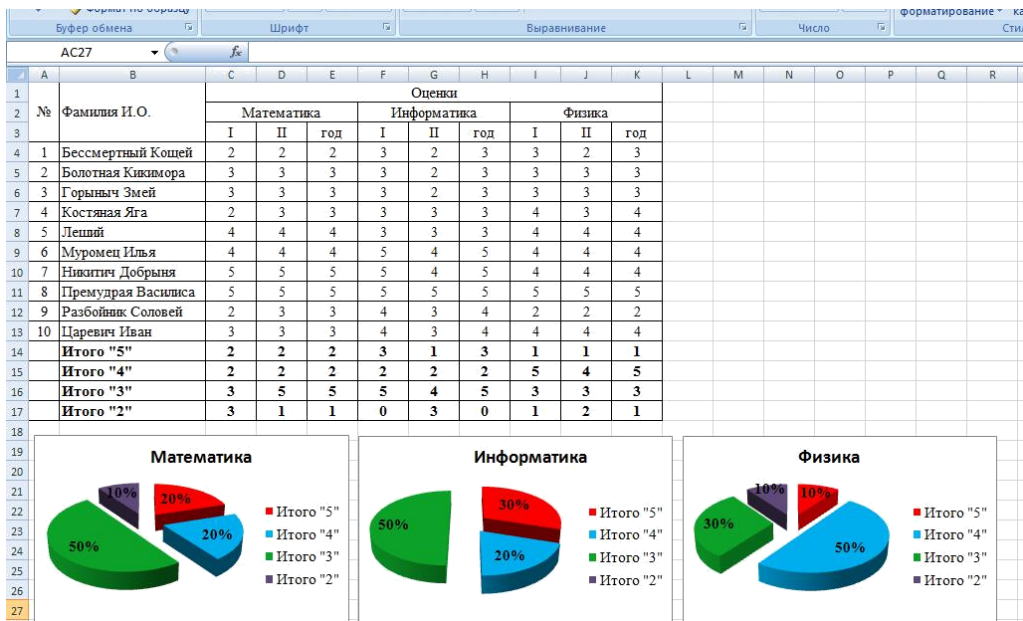 Формат по образцу
форматирование
Буфер обмена Шрифт Выравнивание Число
AC27 fx
A B C D E F G H I J K L M N O P Q R
1 Оценки
2 № Фамилия И.О. Математика Информатика Физика
3 I II год I II год I II год
4 1 Бессмертный Кощей 2 2 2 3 2 3 3 2 3
5 2 Болотная Кикимора 3 3 3 3 2 3 3 3 3
6 3 Горыныч Змей 3 3 3 3 2 3 3 3 3
7 4 Костяная Яга 2 3 3 3 3 3 4 3 4
8 5 Леший 4 4 4 3 3 3 4 4 4
9 6 Муромец Илья 4 4 4 5 4 5 4 4 4
10 7 Никитич Добрыня 5 5 5 5 4 5 4 4 4
11 8 Премудрая Василиса 5 5 5 5 5 5 5 5 5
12 9 Разбойник Соловей 2 3 3 4 3 4 2 2 2
13 10 Царевич Иван 3 3 3 4 3 4 4 4 4
14 Итого "5" 2 2 2 3 1 3 1 1 1
15 Итого "4" 2 2 2 2 2 2 5 4 5
16 Итого "3" 3 5 5 5 4 5 3 3 3
17 Итого "2" 3 1 1 0 3 0 1 2 1
18
19
20
21
22
23
24
25
26
27
Математика
10% 20%
20%
50%
Итого "5"
Итого "4"
Итого "3"
Итого "2"
Информатика
30%
50%
20%
Итого "5"
Итого "4"
Итого "3"
Итого "2"
Физика
10% 10%
30%
50%
Итого "5"
Итого "4"
Итого "3"
Итого "2"